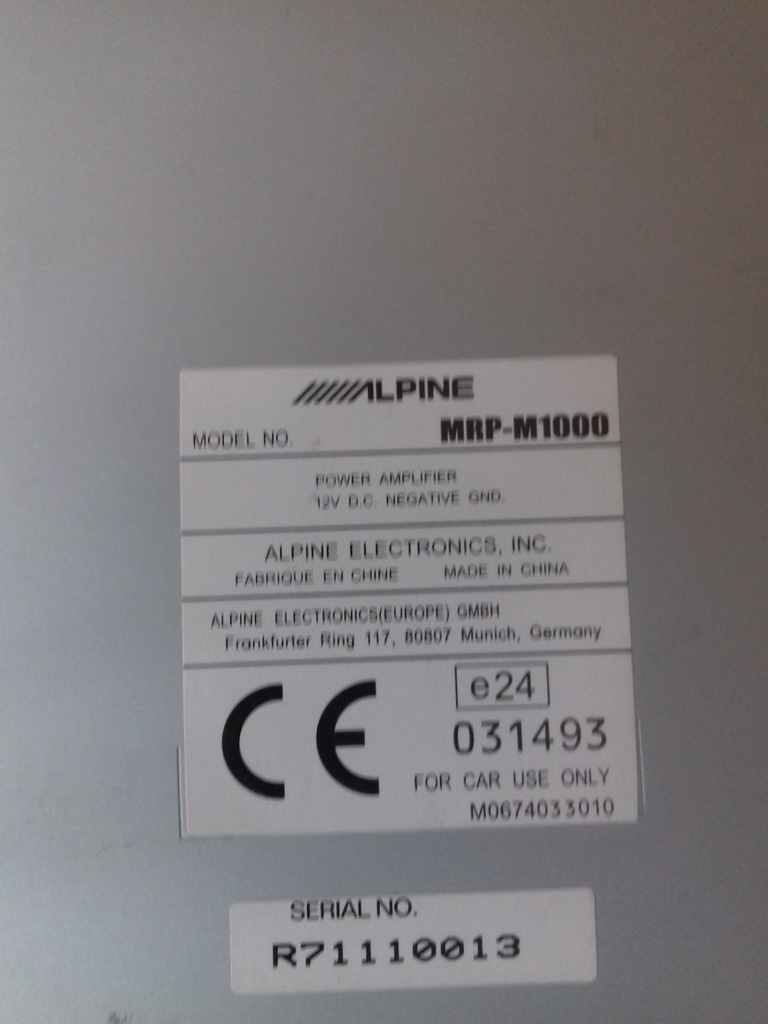 ALPINE
MODEL NO. MRP-M1000
POWER AMPLIFIER
12V D.C. NEGATIVE GND.
ALPINE ELECTRONICS, INC.
FABRIQUE EN CHINE MADE IN CHINA
ALPINE ELECTRONICS(EUROPE) GMBH
Frankfurter Ring 117, 80807 Munich, Germany
CE
e24
031493
FOR CAR USE ONLY
M0674033010
SERIAL NO.
R71110013